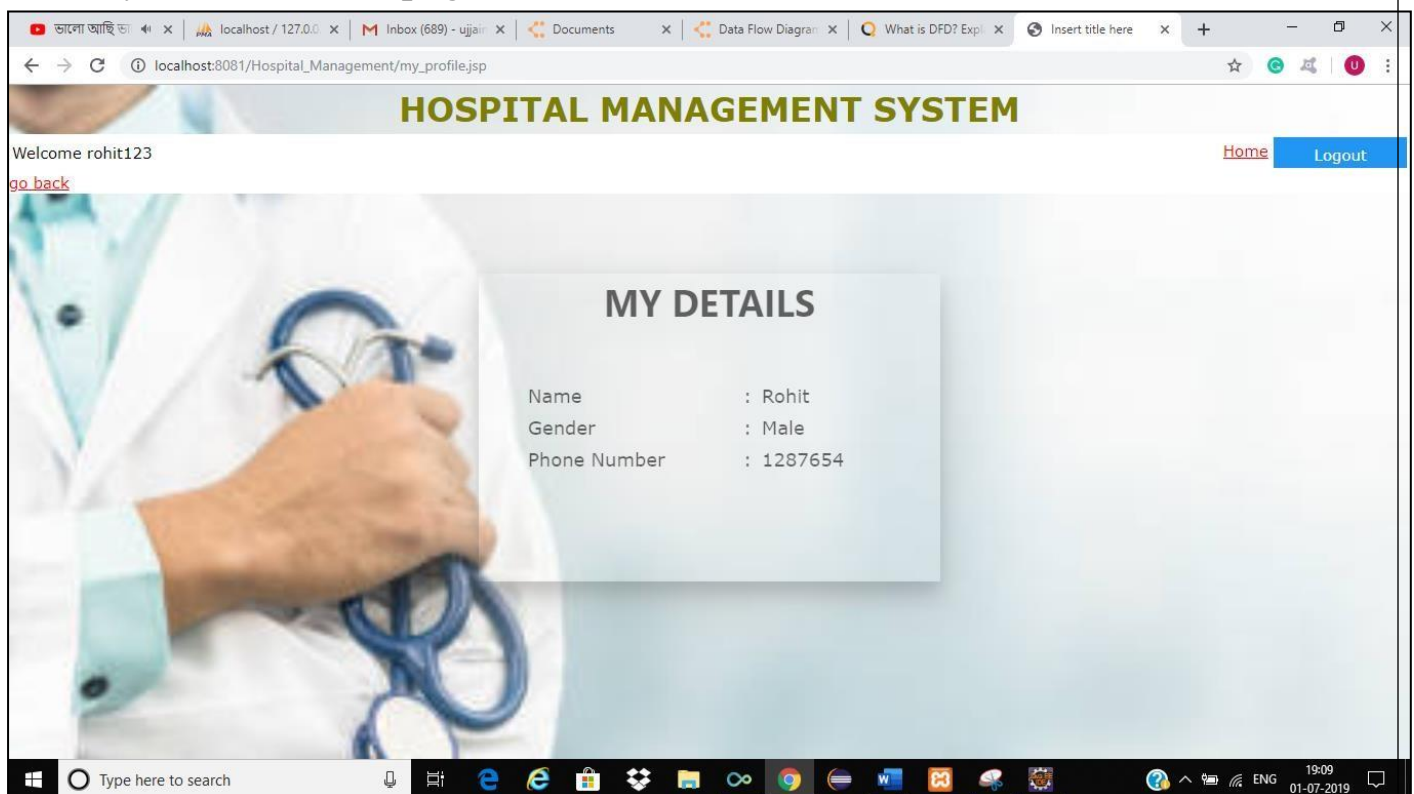 ভালো আছি ভা
localhost / 127.0.0
Inbox (689) - ujjain
Documents
Data Flow Diagram
What is DFD? Expl
Insert title here
localhost:8081/Hospital_Management/my_profile.jsp
U
HOSPITAL MANAGEMENT SYSTEM
Welcome rohit123
Home
Logout
go back
MY DETAILS
Name : Rohit
Gender : Male
Phone Number : 1287654
Type here to search
ENG
19:09
01-07-2019